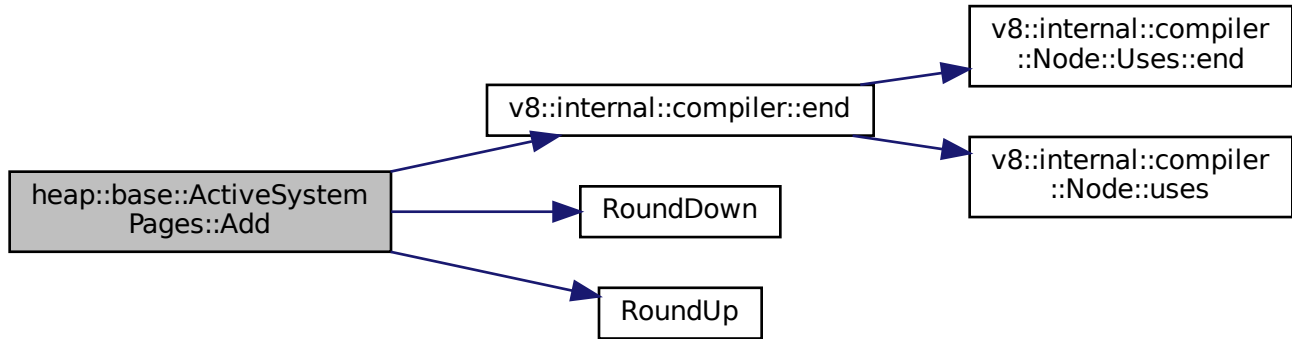 heap::base::ActiveSystem
Pages::Add
v8::internal::compiler::end
RoundDown
RoundUp
v8::internal::compiler
::Node::Uses::end
v8::internal::compiler
::Node::uses